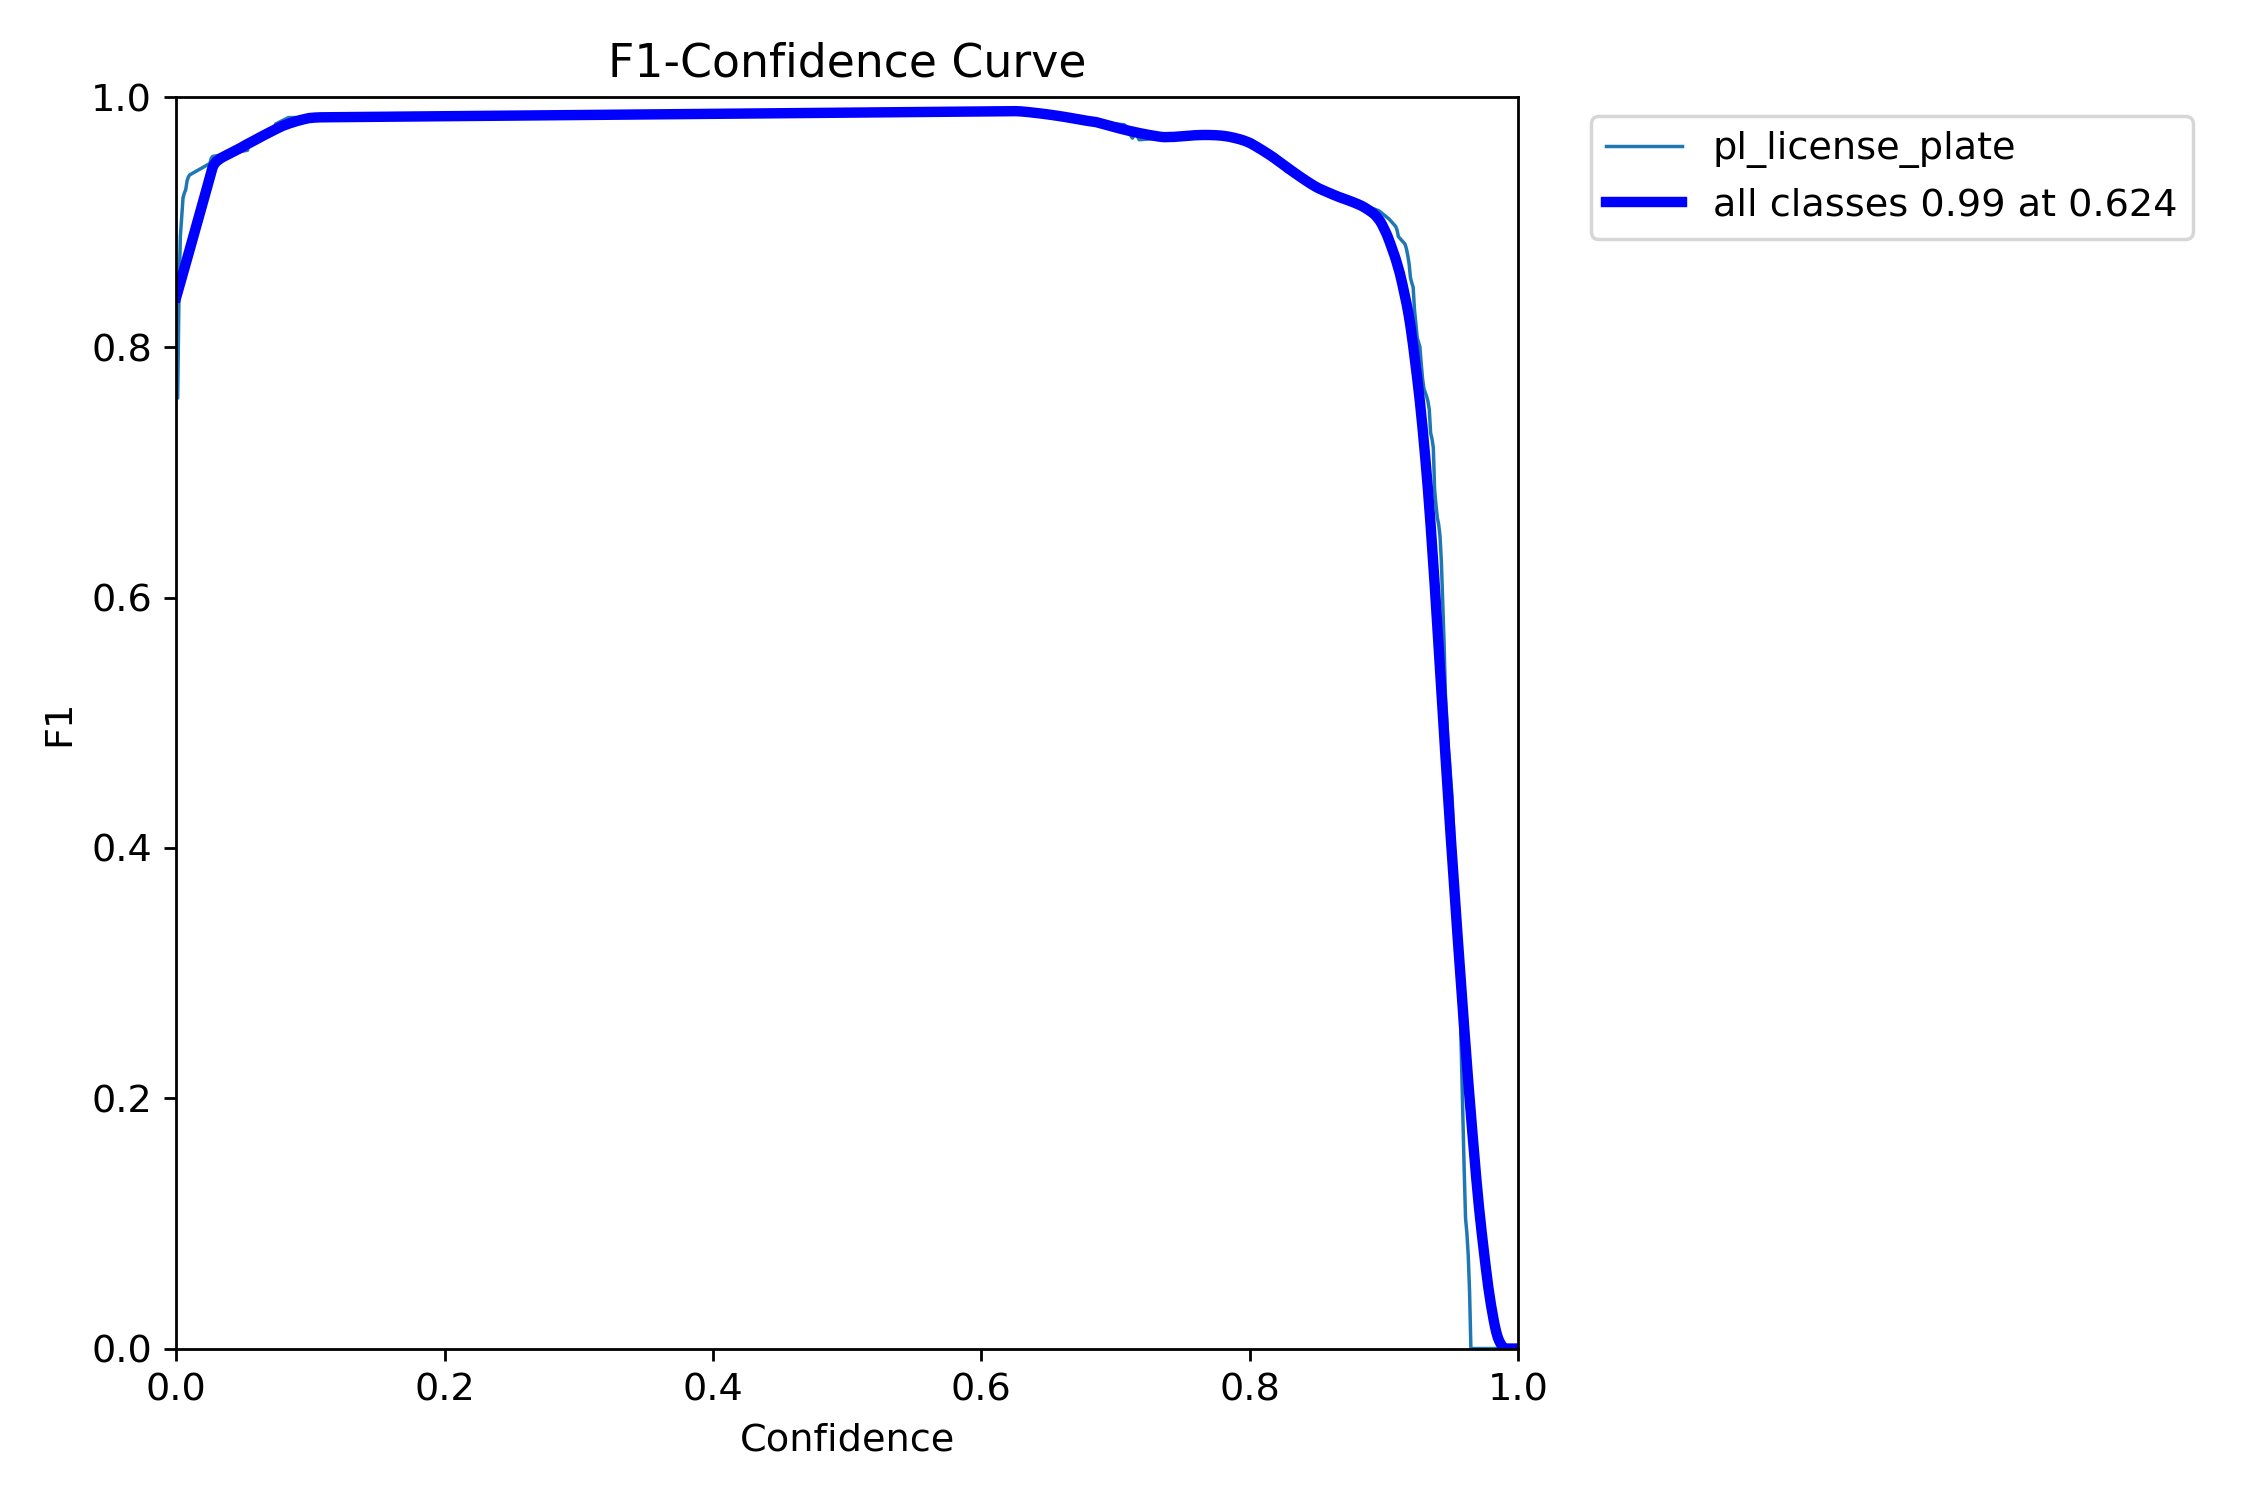 F1-Confidence Curve
1.0
0.8
0.6
0.4
0.2
0.0
F1
0.0 0.2 0.4 0.6 0.8 1.0
Confidence
pl_license_plate
all classes 0.99 at 0.624